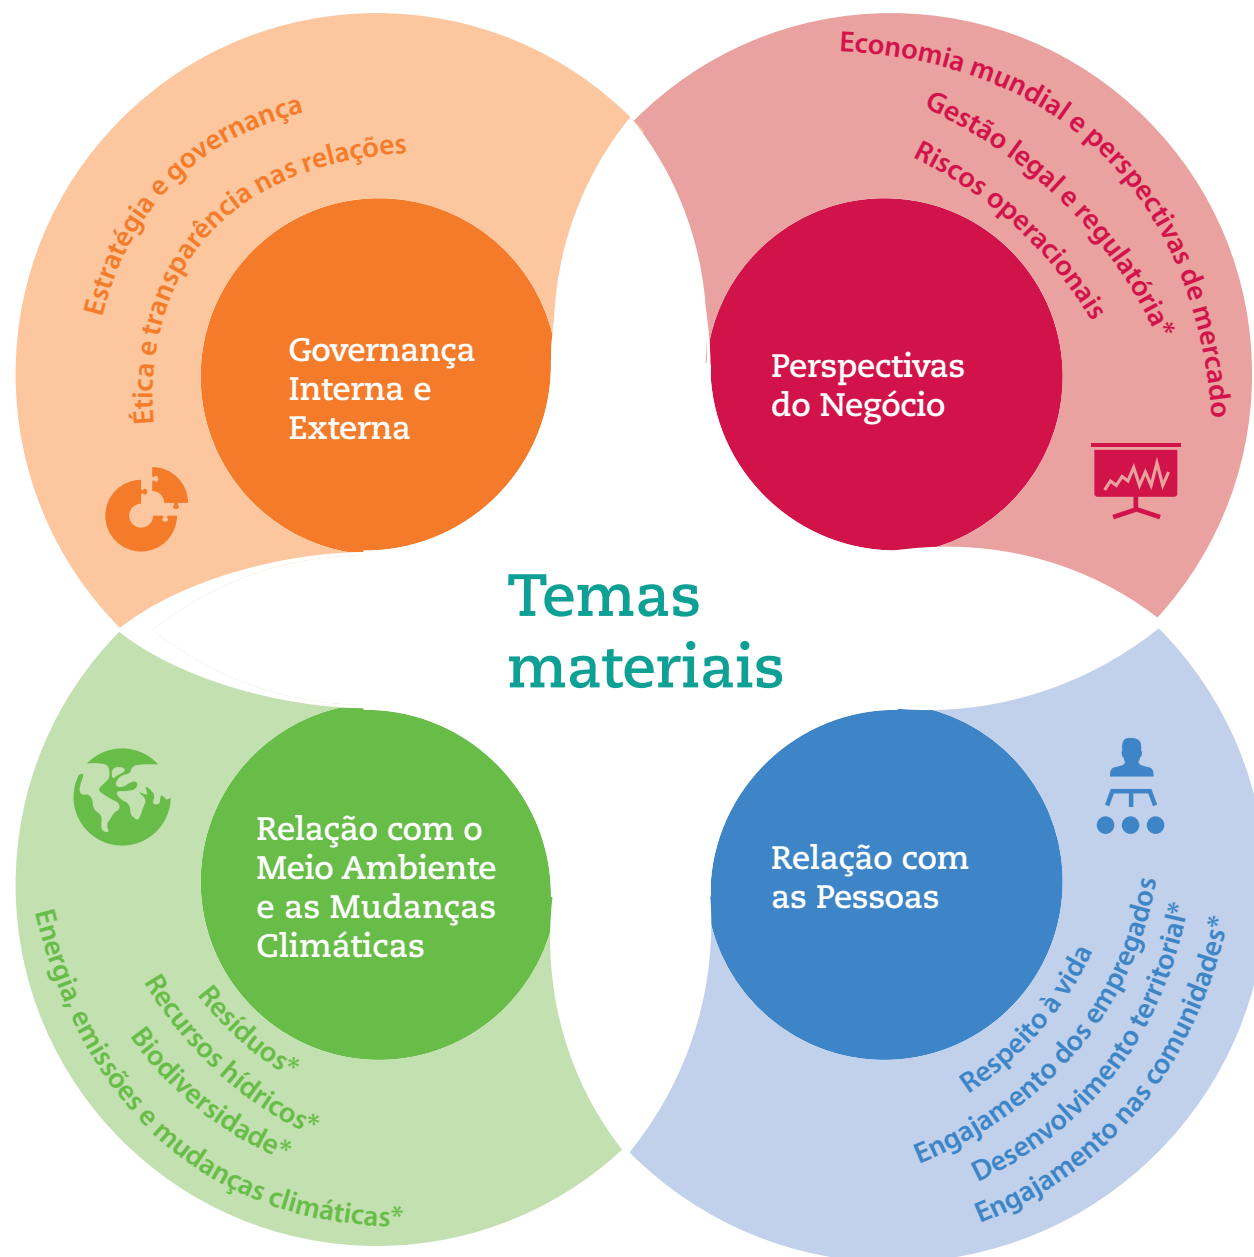 Estratégia e governança
Ética e transparência nas relações
Governança
Interna e
Externa
Economia mundial e perspectivas de mercado
Gestão legal e regulatória*
Riscos operacionais
Perspectivas
do Negócio
Temas
materiais
Relação com o
Meio Ambiente
e as Mudanças
Climáticas
Resíduos*
Recursos hídricos*
Biodiversidade*
Energia, emissões e mudanças climáticas*
Relação com
as Pessoas
Respeito à vida
Engajamento dos empregados
Desenvolvimento territorial*
Engajamento nas comunidades*